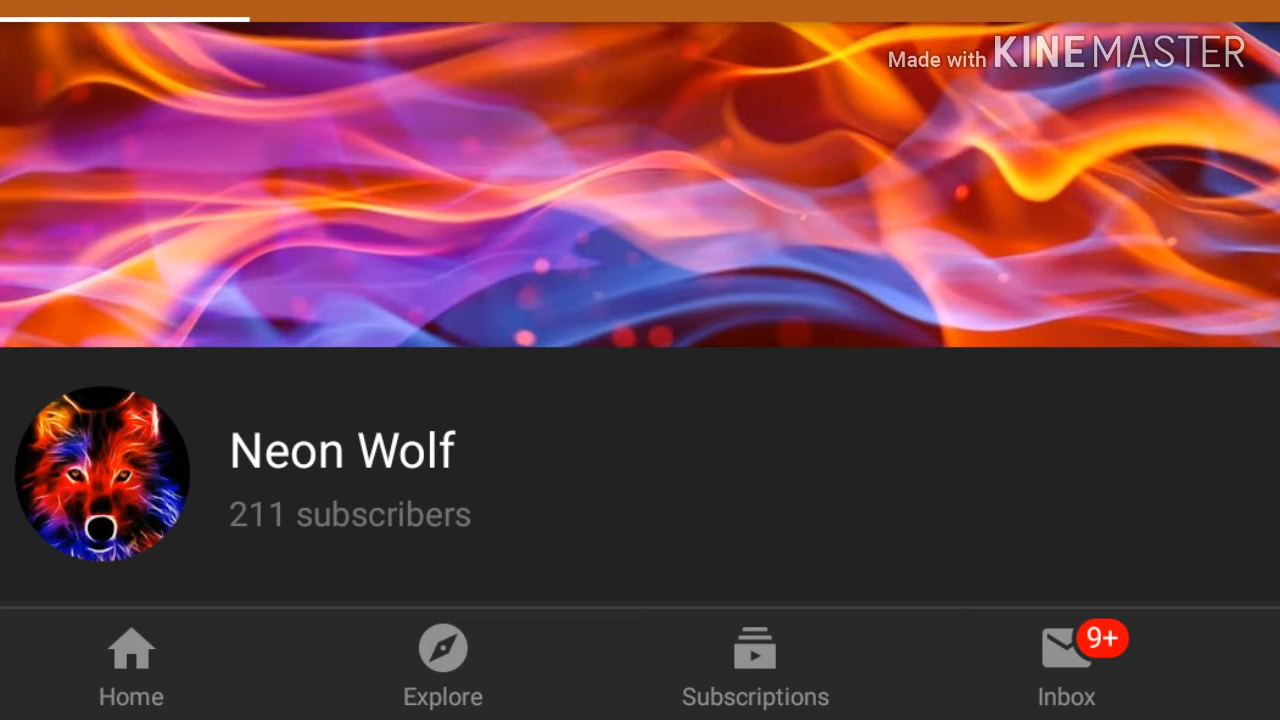 Made with KINEMASTER
Neon Wolf
211 subscribers
9+
Home
Explore
Subscriptions
Inbox